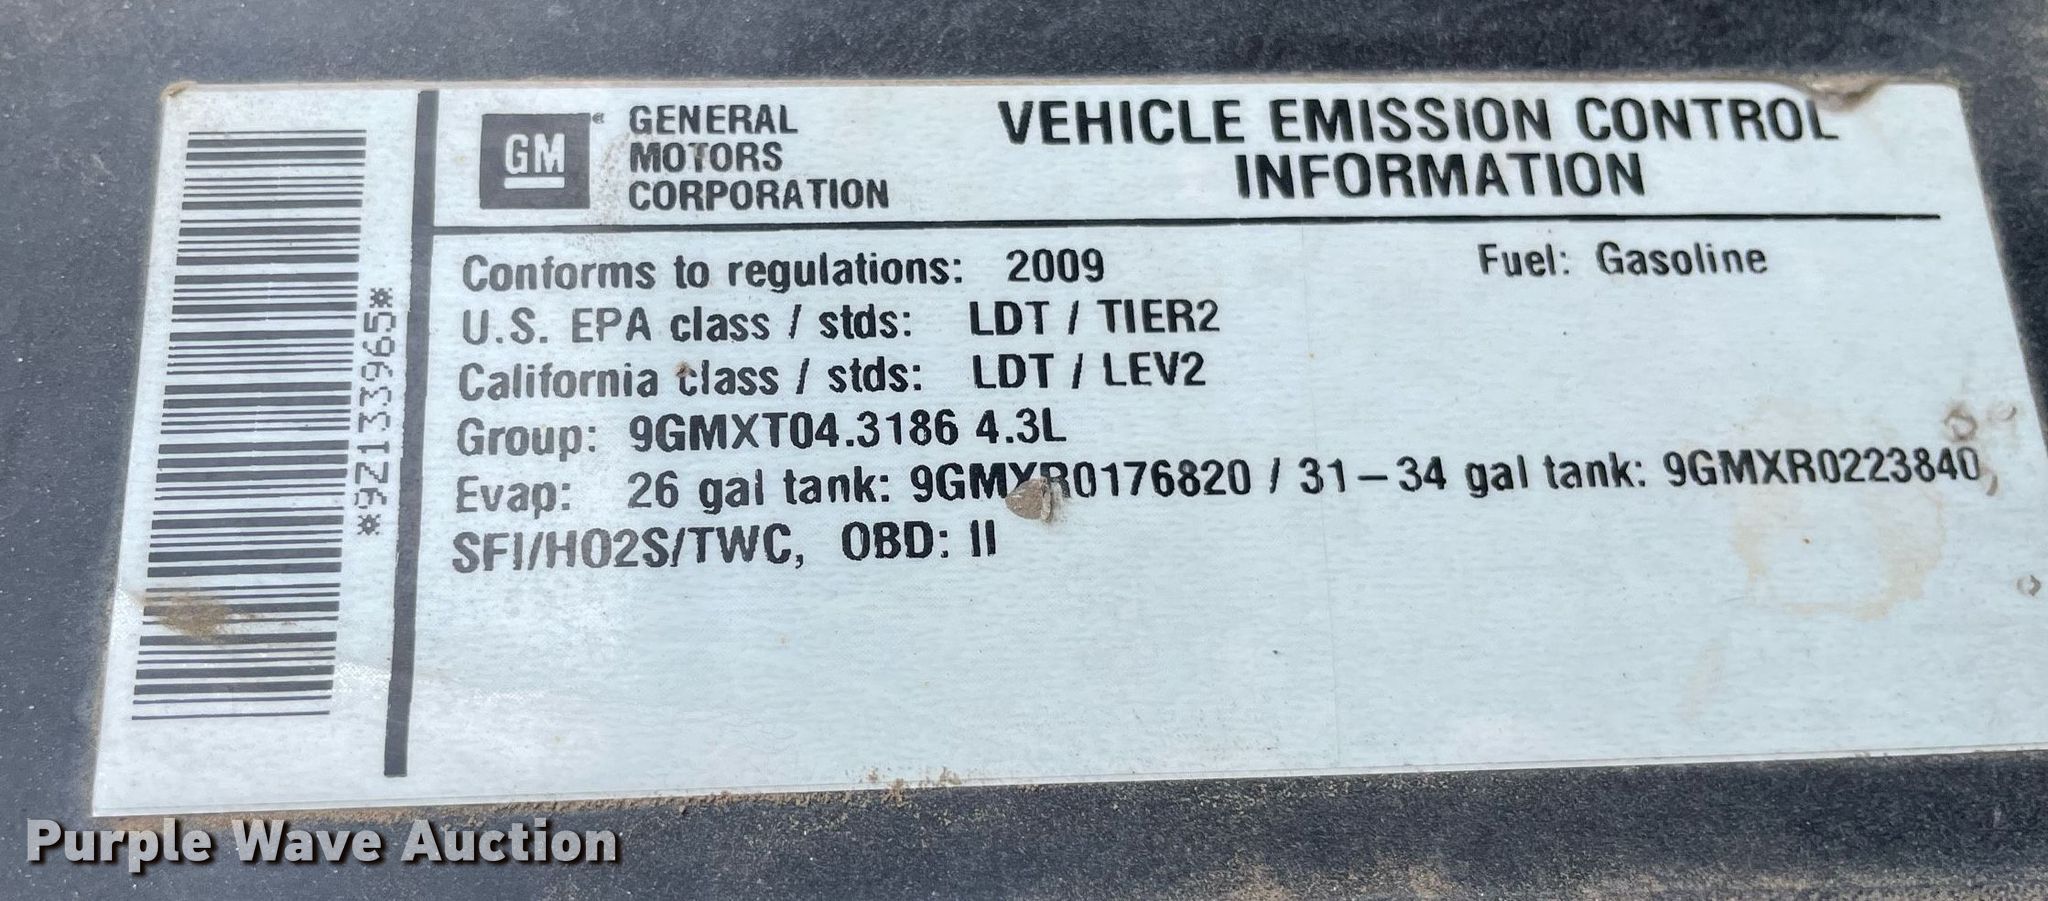 GM
GENERAL
MOTORS
CORPORATION
VEHICLE EMISSION CONTROL
INFORMATION
Conforms to regulations: 2009
Fuel: Gasoline
U.S. EPA class / stds: LDT / TIER2
California class / stds: LDT / LEV2
Group: 9GMXT04.3186 4.3L
Evap: 26 gal tank: 9GMXR0176820 / 31-34 gal tank: 9GMXR0223840,
SFI/HO2S/TWC, OBD: II
*9Z133965*
Purple Wave Auction